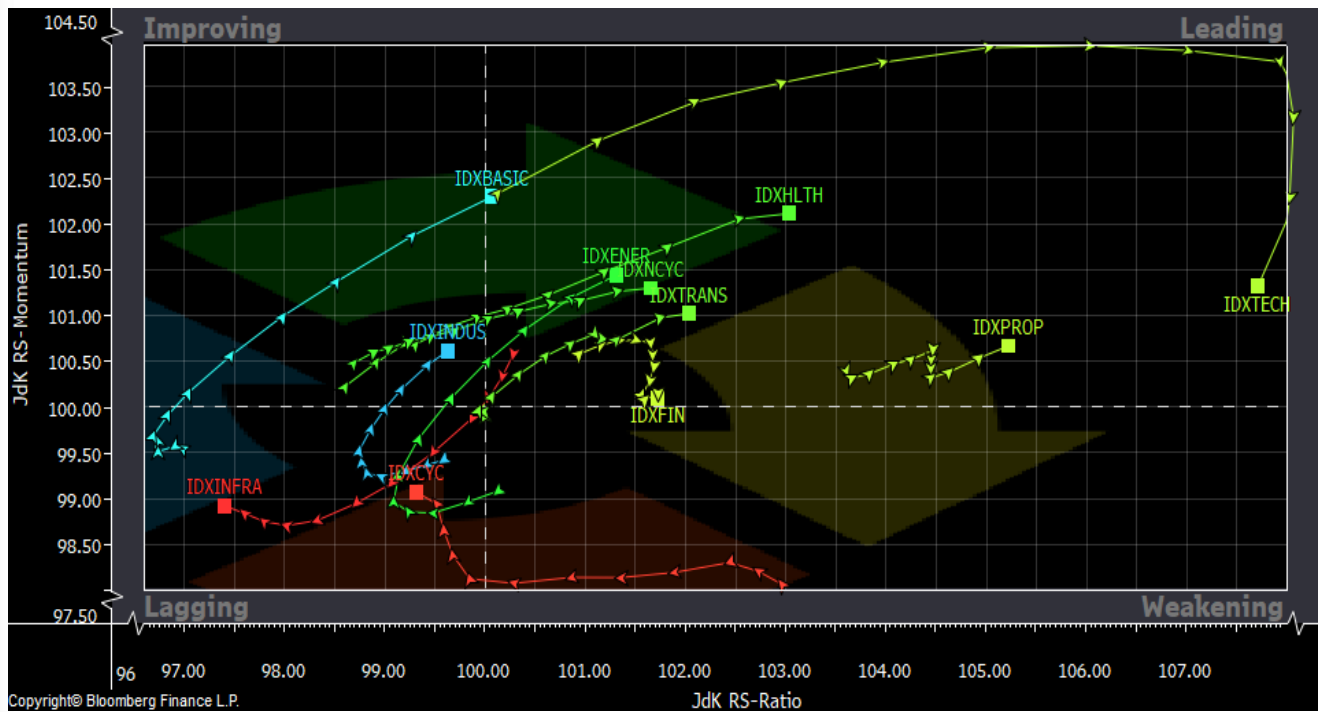 104.50
Improving
Leading
103.50
103.00
102.50
102.00
101.50
101.00
100.50
100.00
99.50
99.00
98.50
97.50
JdK RS-Momentum
IDXBASIC
IDXHLTH
IDXENER
IDXNCYC
IDXTRANS
IDXTECH
IDXINDUS
IDXPROP
IDXFIN
IDXCYC
IDXINFRA
Lagging
Weakening
96 97.00 98.00 99.00 100.00 101.00 102.00 103.00 104.00 105.00 106.00 107.00
Copyright© Bloomberg Finance L.P.
JdK RS-Ratio